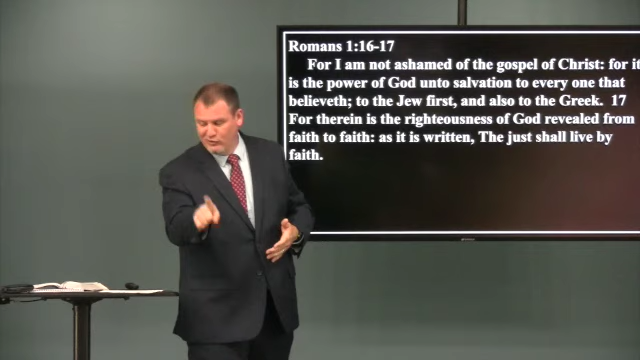 Romans 1:16-17
For I am not ashamed of the gospel of Christ: for it
is the power of God unto salvation to every one that
believeth; to the Jew first, and also to the Greek. 17
For therein is the righteousness of God revealed from
faith to faith: as it is written, The just shall live by
faith.